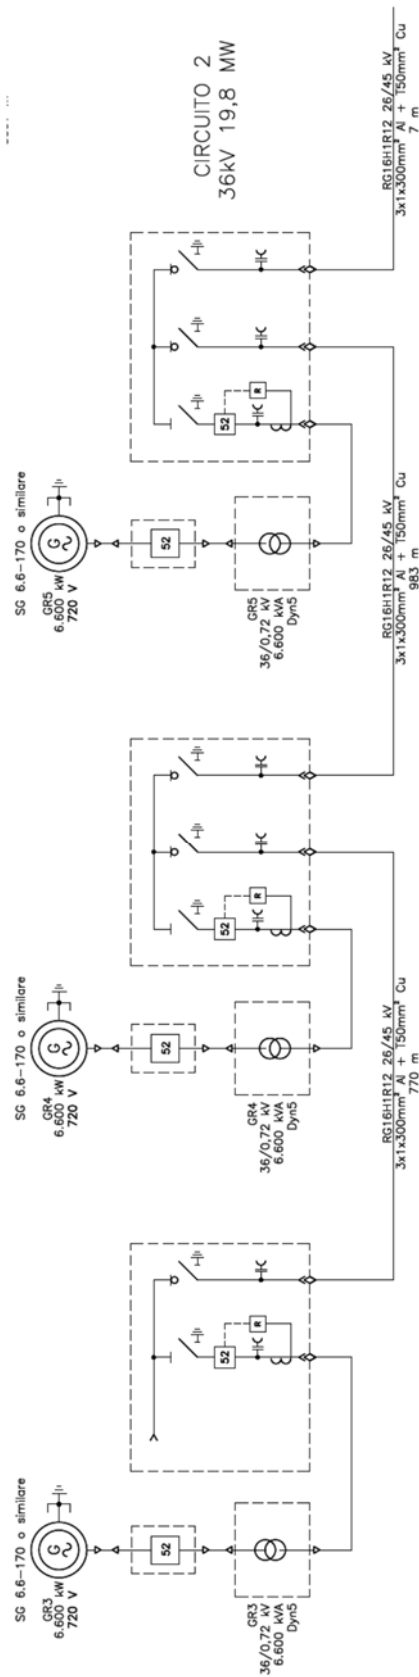 SG 6.6-170 o similare
GR3
6.600 kW
720 V
G
52
GR3
36/0,72 kV
6.600 kVA
Dyn5
52
R
RG16H1R12 26/45 kV
3x1x300mm² Al + T50mm² Cu
770 m
SG 6.6-170 o similare
GR4
6.600 kW
720 V
G
52
GR4
36/0,72 kV
6.600 kVA
Dyn5
52
R
RG16H1R12 26/45 kV
3x1x300mm² Al + T50mm² Cu
983 m
SG 6.6-170 o similare
GR5
6.600 kW
720 V
G
52
GR5
36/0,72 kV
6.600 kVA
Dyn5
52
R
CIRCUITO 2
36kV 19,8 MW
RG16H1R12 26/45 kV
3x1x300mm² Al + T50mm² Cu
7 m